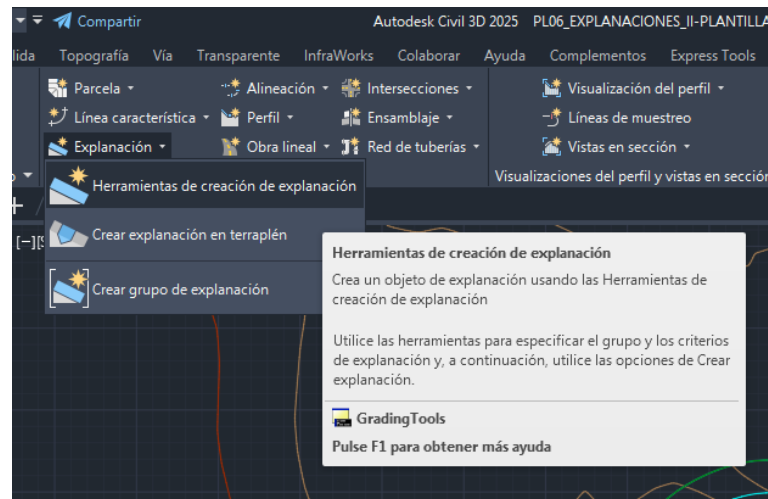 Compartir Autodesk Civil 3D 2025 PL06_EXPLANACIONES_II-PLANTILLA
Topografía Vía Transparente InfraWorks Colaborar Ayuda Complementos Express Tools
Parcela Alineación Intersecciones Visualización del perfil
Línea característica Perfil Ensamblaje Líneas de muestreo
Explanación Obra lineal Red de tuberías Vistas en sección
Herramientas de creación de explanación
Visualizaciones del perfil y vistas en sección
Crear explanación en terraplén
Crear grupo de explanación
Herramientas de creación de explanación
Crea un objeto de explanación usando las Herramientas de
creación de explanación
Utilice las herramientas para especificar el grupo y los criterios
de explanación y, a continuación, utilice las opciones de Crear
explanación.
GradingTools
Pulse F1 para obtener más ayuda